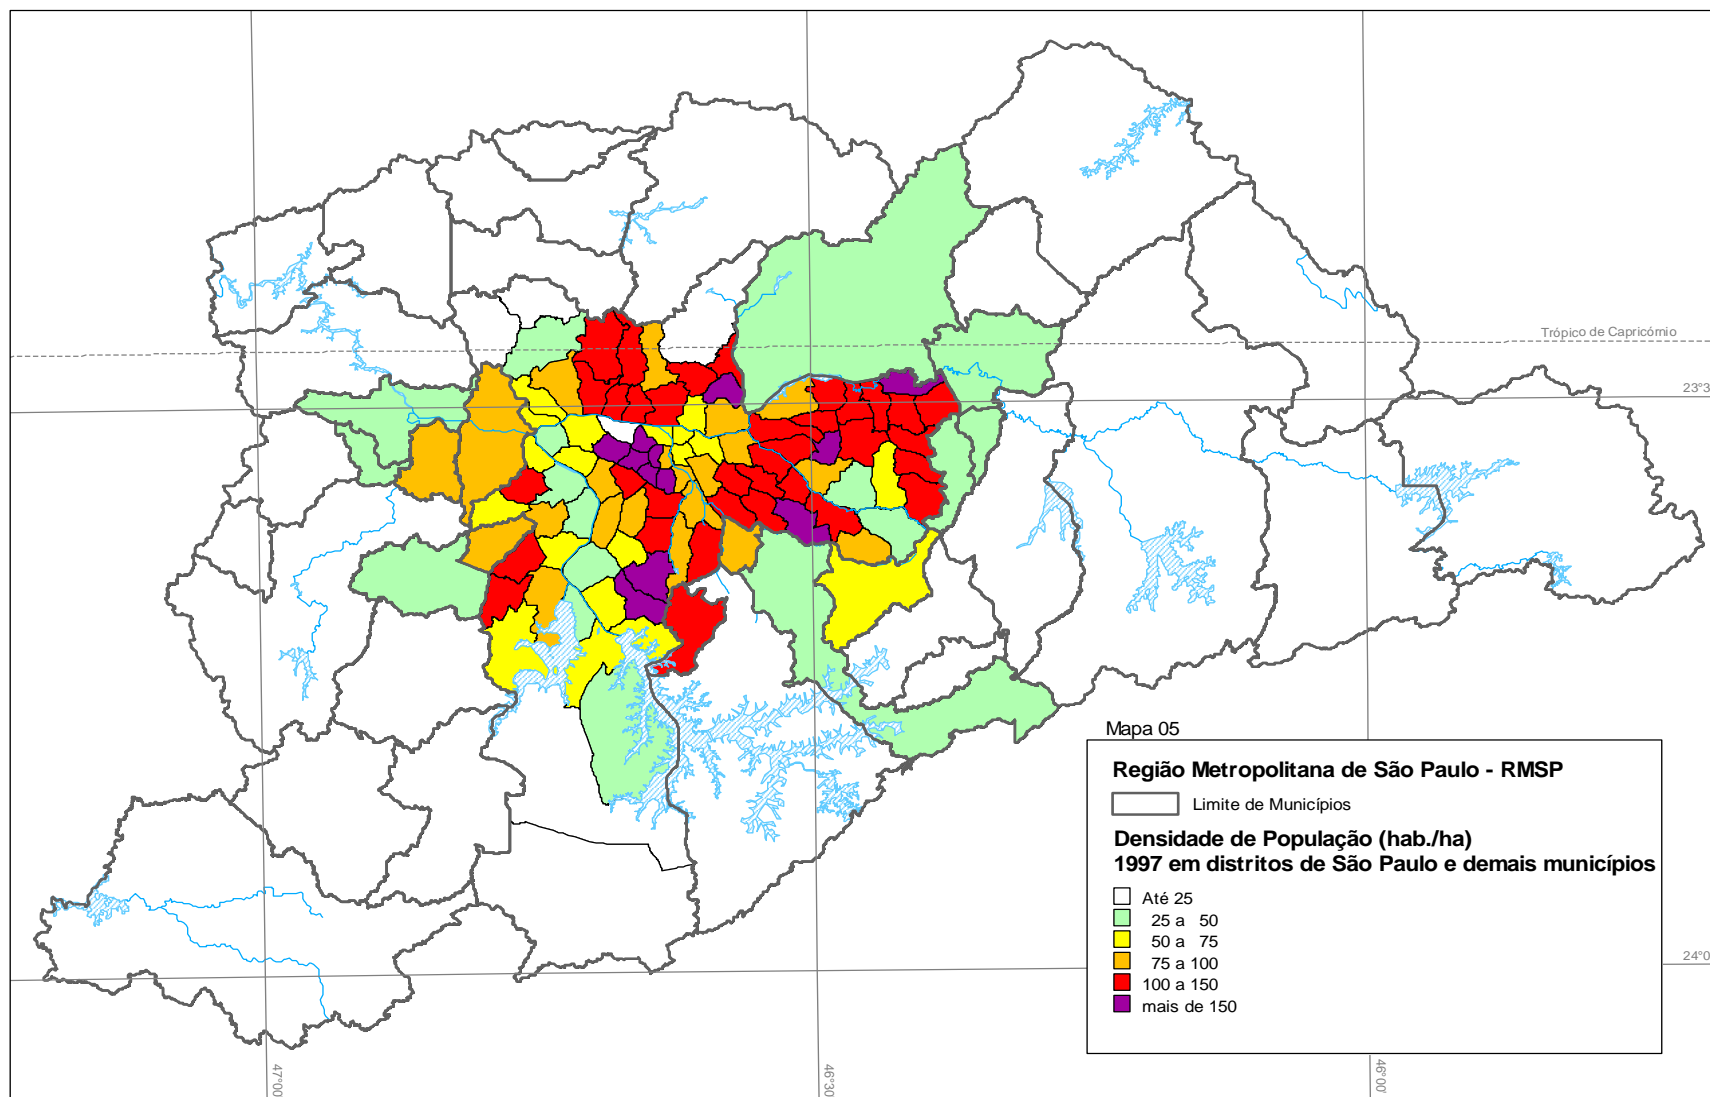 Trópico de Capricórnio
23°3
Mapa 05
Região Metropolitana de São Paulo - RMSP
Limite de Municípios
Densidade de População (hab./ha)
1997 em distritos de São Paulo e demais municípios
Até 25
25 a 50
50 a 75
75 a 100
100 a 150
mais de 150
24°0
47°00
46°30
46°00'